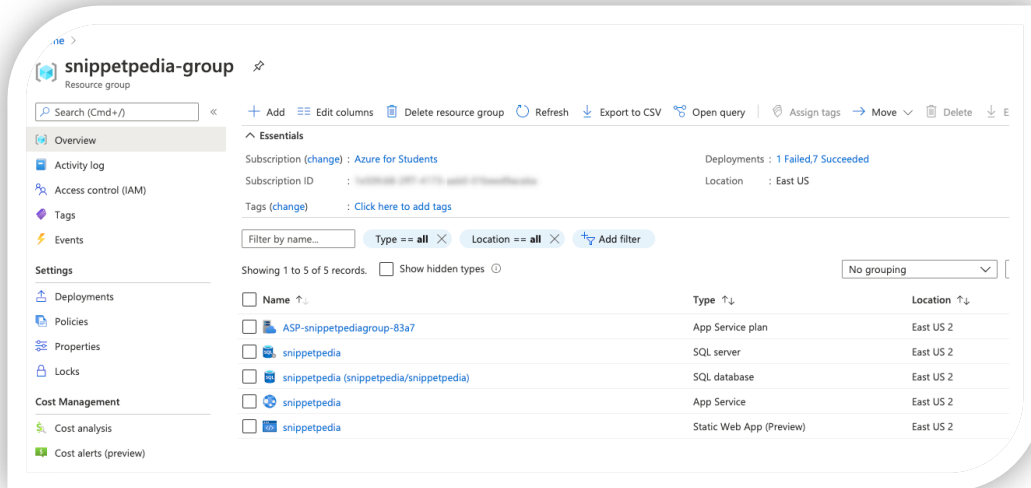 snippetpedia-group
Resource group
Search (Cmd+/)
«
Overview
Activity log
Access control (IAM)
Tags
Events
Settings
Deployments
Policies
Properties
Locks
Cost Management
Cost analysis
Cost alerts (preview)
Add Edit columns Delete resource group Refresh Export to CSV Open query Assign tags Move Delete E
Essentials
Subscription (change) : Azure for Students Deployments : 1 Failed,7 Succeeded
Subscription ID : Location : East US
Tags (change) : Click here to add tags
Filter by name... Type == all Location == all Add filter
Showing 1 to 5 of 5 records. Show hidden types No grouping
Name Type Location
ASP-snippetpediagroup-83a7 App Service plan East US 2
snippetpedia SQL server East US 2
snippetpedia (snippetpedia/snippetpedia) SQL database East US 2
snippetpedia App Service East US 2
snippetpedia Static Web App (Preview) East US 2